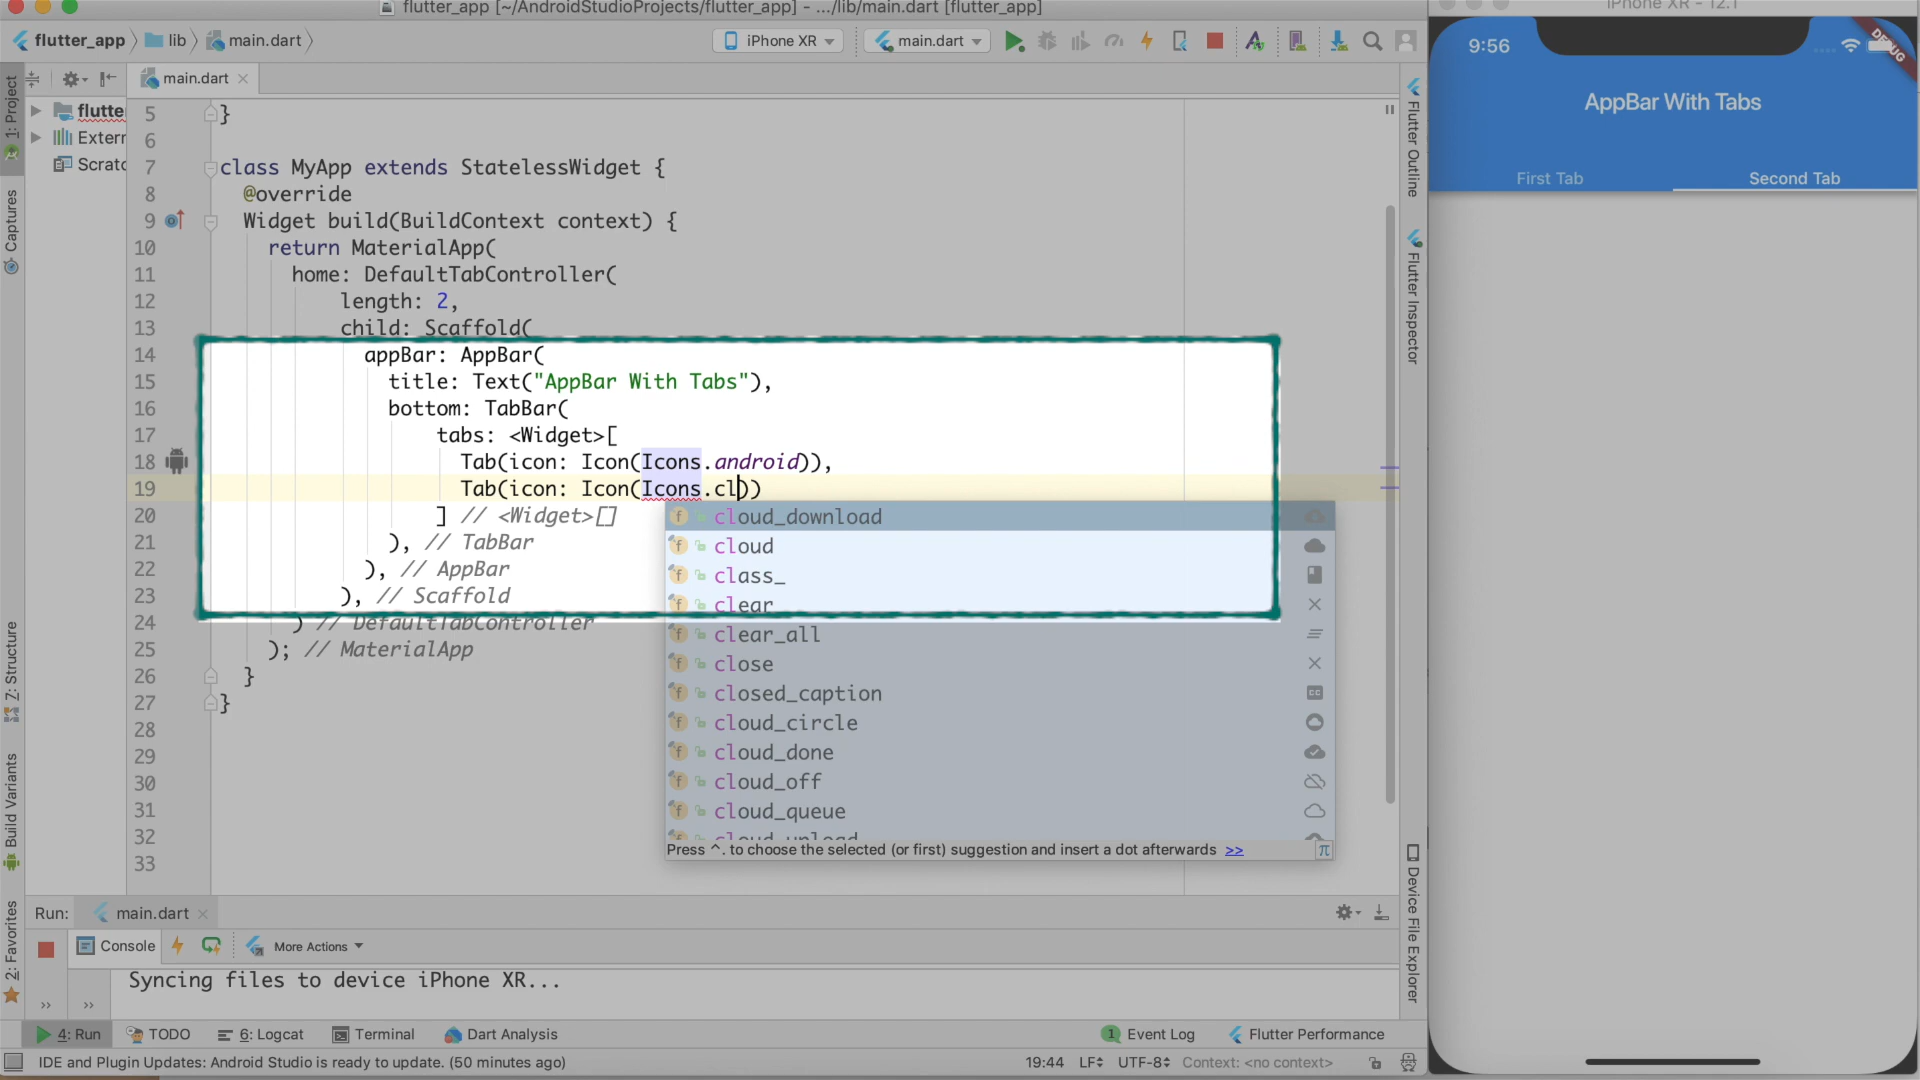 flutter_app [~/AndroidStudioProjects/flutter_app] - .../lib/main.dart [flutter_app]
iPhone XR - 12.1
flutter_app
lib
main.dart
iPhone XR
main.dart
main.dart
1: Project
Captures
Z: Structure
Build Variants
2: Favorites
flutte
Extern
Scratc
5 }
6
7 class MyApp extends StatelessWidget {
8 @override
9 Widget build(BuildContext context) {
10 return MaterialApp(
11 home: DefaultTabController(
12 length: 2,
13 child: Scaffold(
14 appBar: AppBar(
15 title: Text("AppBar With Tabs"),
16 bottom: TabBar(
17 tabs: <Widget>[
18 Tab(icon: Icon(Icons.android)),
19 Tab(icon: Icon(Icons.cl))
20 ] // <Widget>[]
21 ), // TabBar
22 ), // AppBar
23 ), // Scaffold
24 ) // DefaultTabController
25 ); // MaterialApp
26 }
27 }
28
29
30
31
32
33
cloud_download
cloud
class_
clear
clear_all
close
closed_caption
cloud_circle
cloud_done
cloud_off
cloud_queue
cloud_upload
Press ^. to choose the selected (or first) suggestion and insert a dot afterwards >>
π
Flutter Outline
Flutter Inspector
Device File Explorer
9:56
DEBUG
AppBar With Tabs
First Tab
Second Tab
Run:
main.dart
Console
More Actions
Syncing files to device iPhone XR...
4: Run
TODO
6: Logcat
Terminal
Dart Analysis
1 Event Log
Flutter Performance
IDE and Plugin Updates: Android Studio is ready to update. (50 minutes ago)
19:44
LF
UTF-8
Context: <no context>